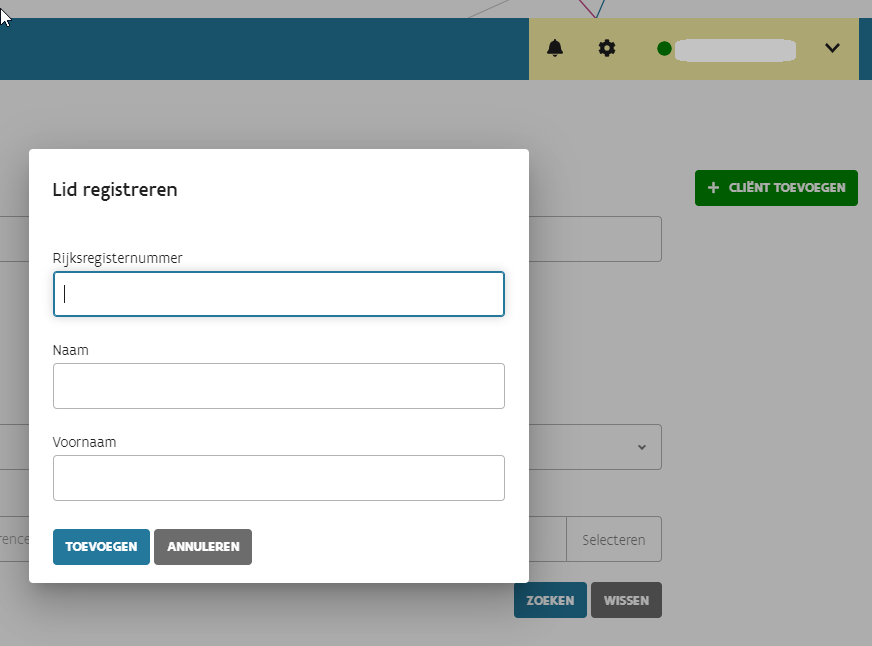 Lid registreren
+ CLIËNT TOEVOEGEN
Rijksregisternummer
Naam
Voornaam
Selecteren
TOEVOEGEN
ANNULEREN
ZOEKEN
WISSEN